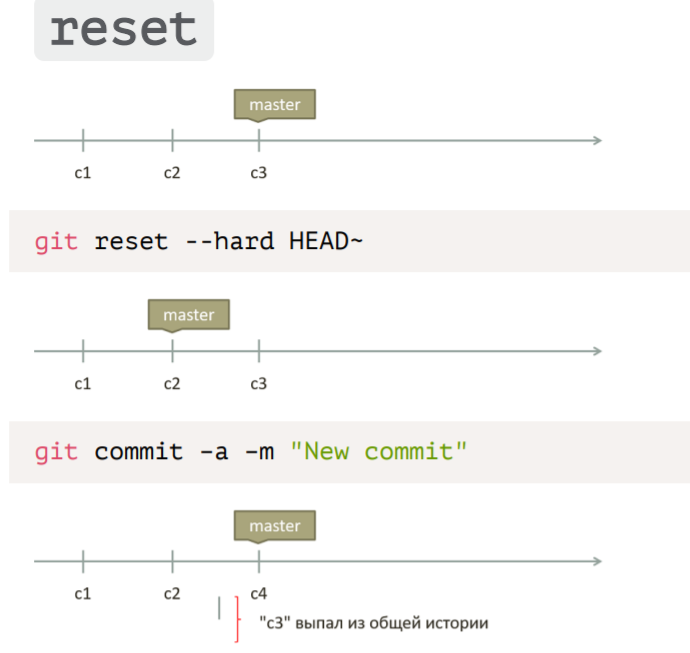 reset
master
c1 c2 c3
git reset --hard HEAD~
master
c1 c2 c3
git commit -a -m "New commit"
master
c1 c2 c4
"c3" выпал из общей истории